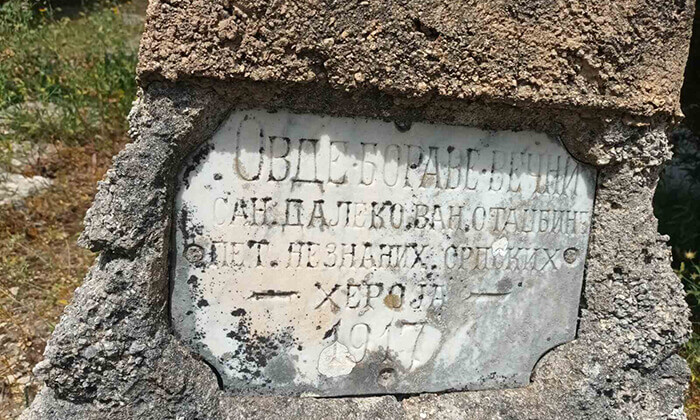 .ОВДЕ·БОРАВЕ·ВЕЧНИ
САН.ДАЛЕКО.ВАН.ОТАЏБИНЕ
ПЕТ. НЕЗНАНИХ. СРПСКИХ
— ХЕРОЈА —
1917